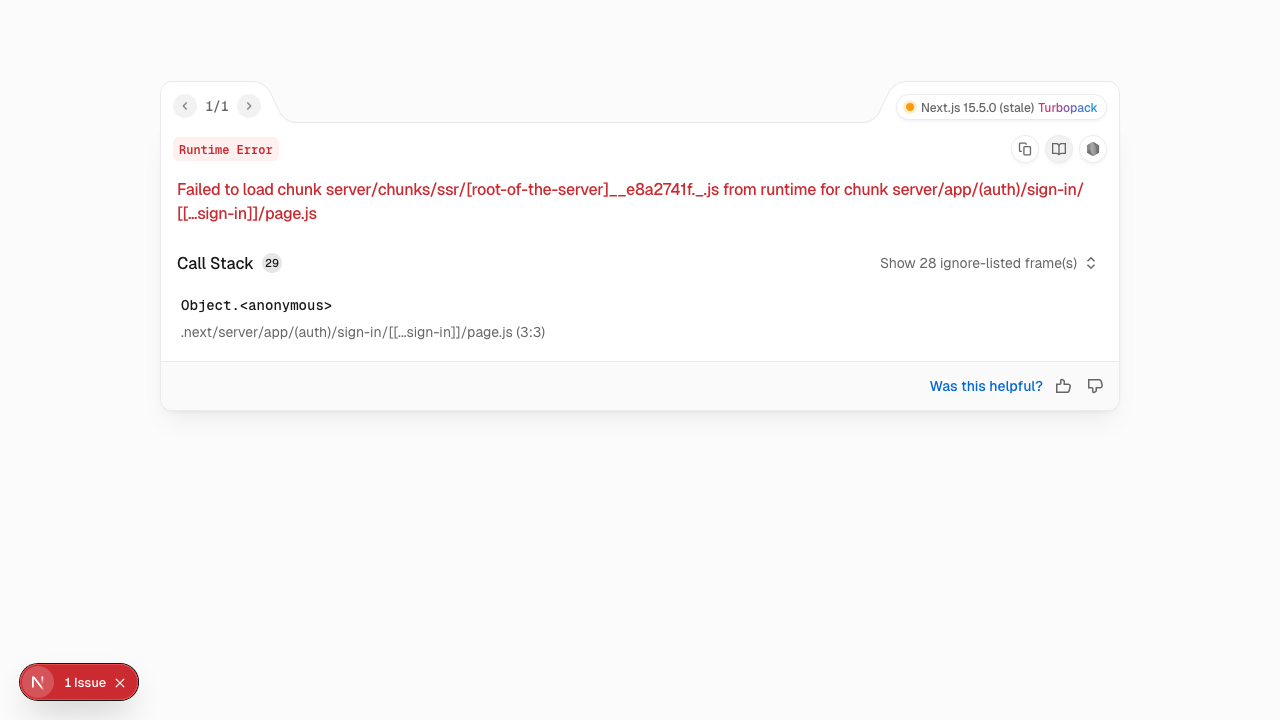 1/1
Next.js 15.5.0 (stale) Turbopack
Runtime Error
Failed to load chunk server/chunks/ssr/[root-of-the-server]__e8a2741f._.js from runtime for chunk server/app/(auth)/sign-in/
[[...sign-in]]/page.js
Call Stack 29
Show 28 ignore-listed frame(s)
Object.<anonymous>
.next/server/app/(auth)/sign-in/[[...sign-in]]/page.js (3:3)
Was this helpful?
N 1 Issue